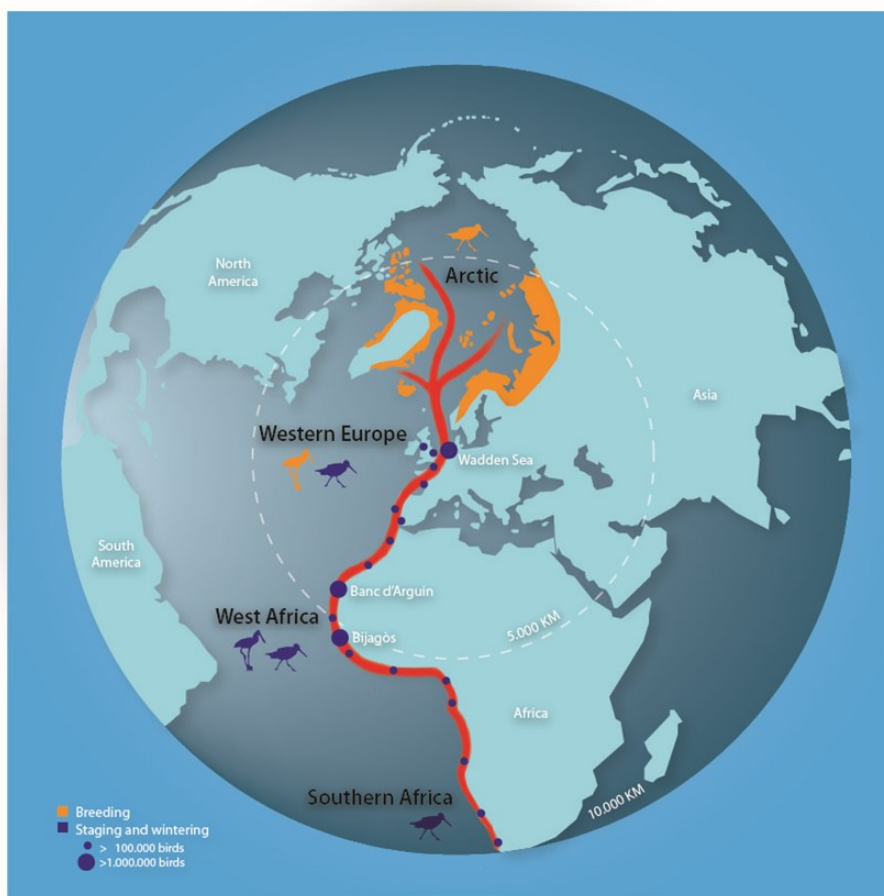 Arctic
North
America
Asia
Western Europe
Wadden Sea
South
America
Banc d'Arguin
West Africa
5.000 KM
Bijagòs
Africa
10.000 KM
Southern Africa
Breeding
Staging and wintering
> 100.000 birds
>1.000.000 birds